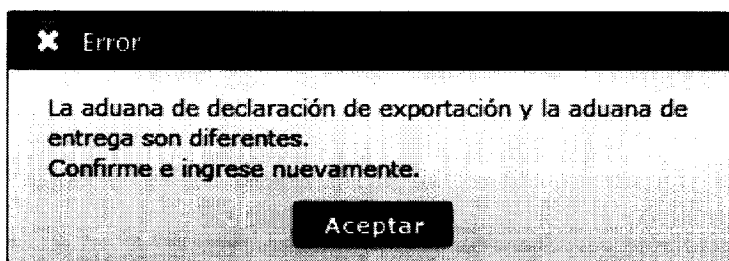 Error
La aduana de declaración de exportación y la aduana de
entrega son diferentes.
Confirme e ingrese nuevamente.
Aceptar